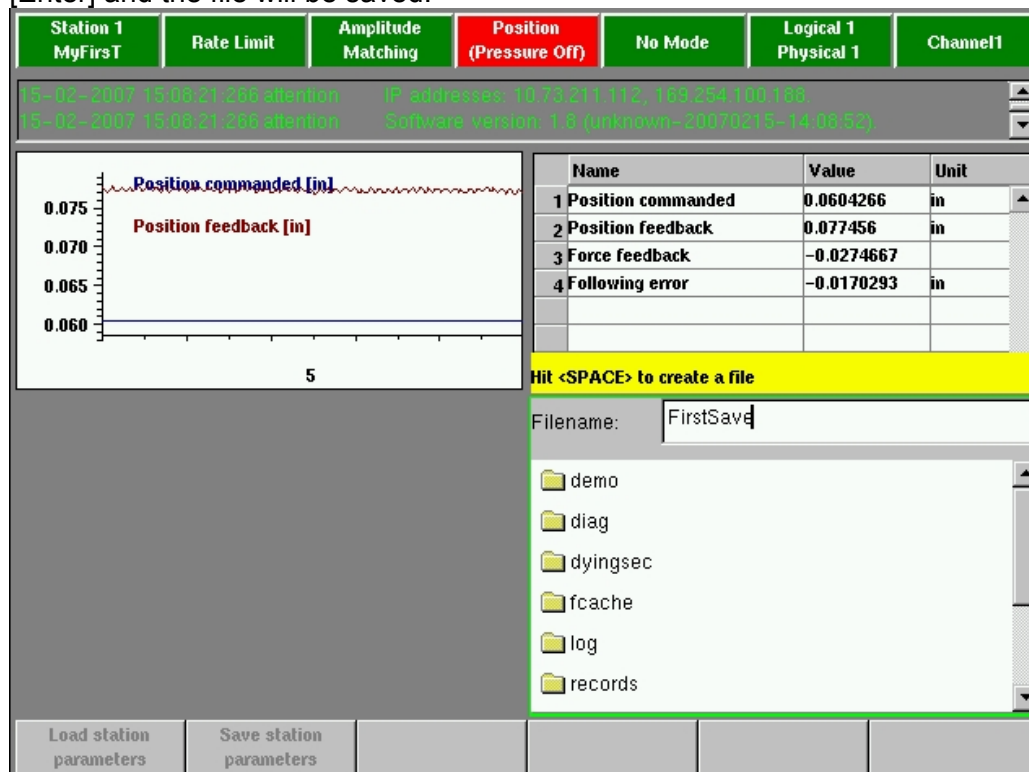 [Enter] and the file will be saved.
Station 1
MyFirsT
Rate Limit
Amplitude
Matching
Position
(Pressure Off)
No Mode
Logical 1
Physical 1
Channel1
15-02-2007 15:08:21:266 attention IP addresses: 10.73.211.112, 169.254.100.188.
15-02-2007 15:08:21:266 attention Software version: 1.8 (unknown-20070215-14:08:52).
Position commanded [in]
Position feedback [in]
0.075
0.070
0.065
0.060
5
Name Value Unit
1 Position commanded 0.0604266 in
2 Position feedback 0.077456 in
3 Force feedback -0.0274667
4 Following error -0.0170293 in
Hit <SPACE> to create a file
Filename: FirstSave
demo
diag
dyingsec
fcache
log
records
Load station
parameters
Save station
parameters